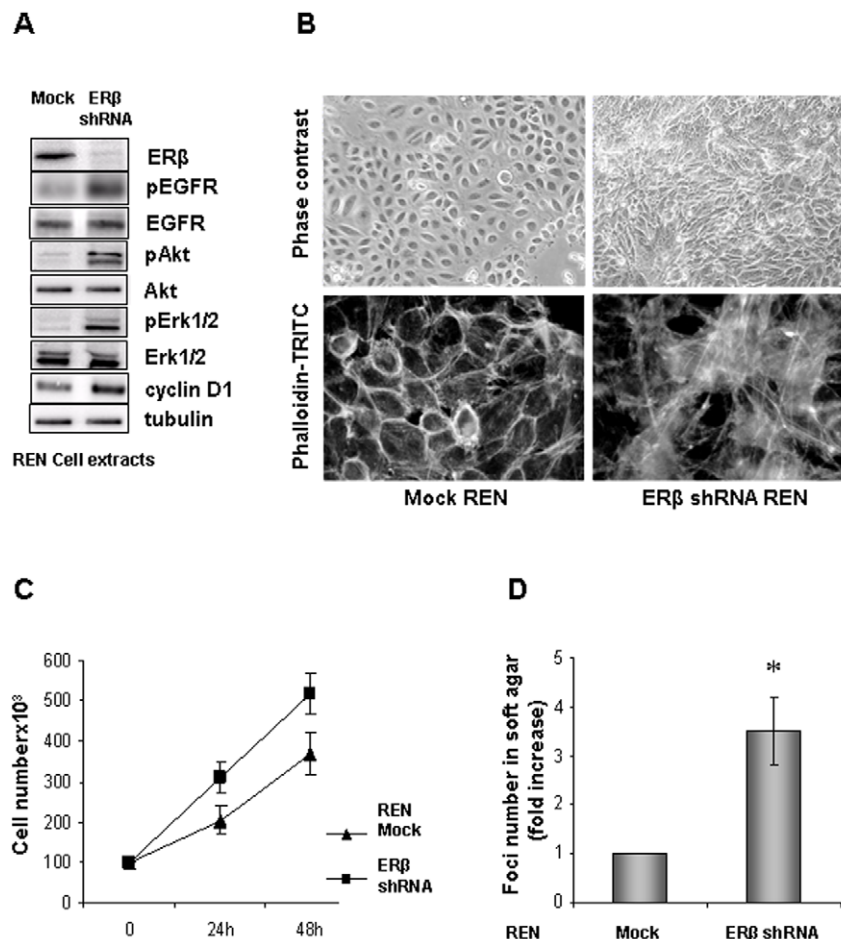 A
Mock ERβ
shRNA
ERβ
pEGFR
EGFR
pAkt
Akt
pErk1/2
Erk1/2
cyclin D1
tubulin
REN Cell extracts
B
Phase contrast
Phalloidin-TRITC
Mock REN
ERβ shRNA REN
C
Cell numberx10³
600
500
400
300
200
100
0
0
24h
48h
REN
Mock
ERβ
shRNA
D
Foci number in soft agar
(fold increase)
5
4
3
2
1
0
*
REN
Mock
ERβ shRNA